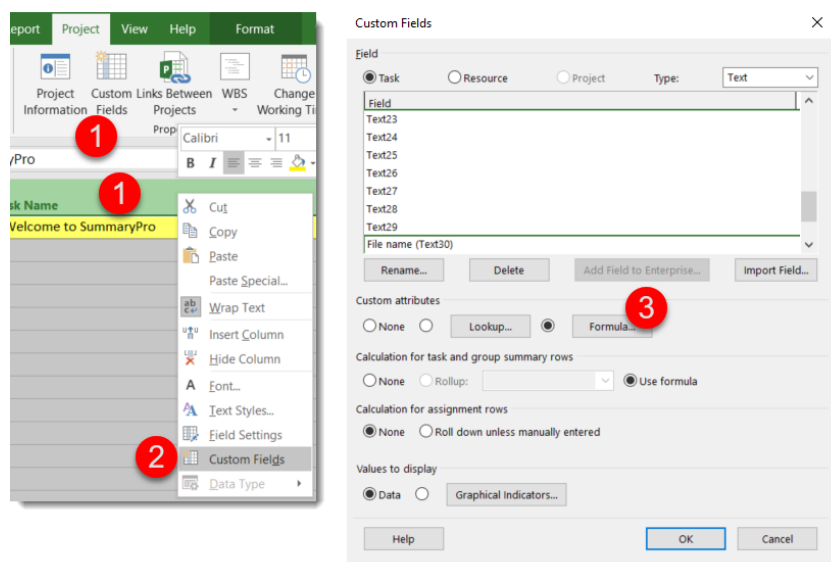 eport Project View Help Format
Project Information
Custom Fields
Links Between Projects
WBS
Change Working Ti
Prop
1
Calibri 11
B I
yPro
1
sk Name
Welcome to SummaryPro
Cut
Copy
Paste
Paste Special...
Wrap Text
Insert Column
Hide Column
Font...
Text Styles...
Field Settings
2
Custom Fields
Data Type
Custom Fields
Field
Task Resource Project Type: Text
Field
Text23
Text24
Text25
Text26
Text27
Text28
Text29
File name (Text30)
Rename... Delete Add Field to Enterprise... Import Field...
Custom attributes
3
None Lookup... Formula...
Calculation for task and group summary rows
None Rollup: Use formula
Calculation for assignment rows
None Roll down unless manually entered
Values to display
Data Graphical Indicators...
Help OK Cancel